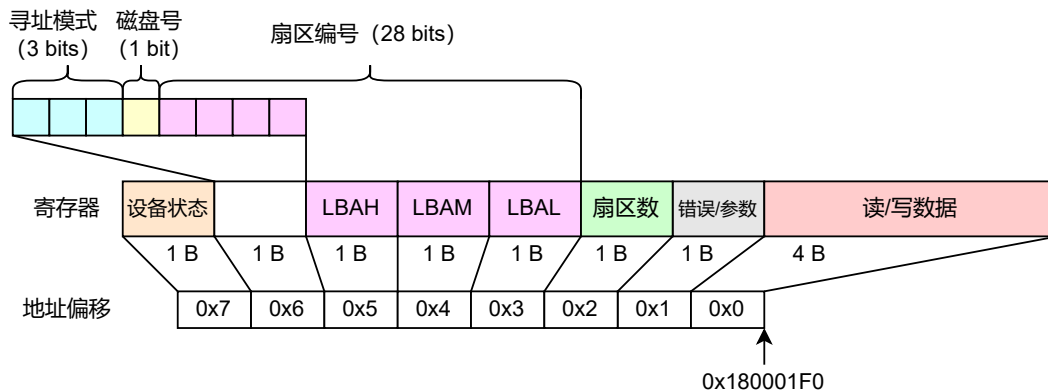 寻址模式 磁盘号
(3 bits) (1 bit)
扇区编号 (28 bits)
寄存器 设备状态 LBAH LBAM LBAL 扇区数 错误/参数 读/写数据
1 B 1 B 1 B 1 B 1 B 1 B 1 B 4 B
地址偏移 0x7 0x6 0x5 0x4 0x3 0x2 0x1 0x0
0x180001F0